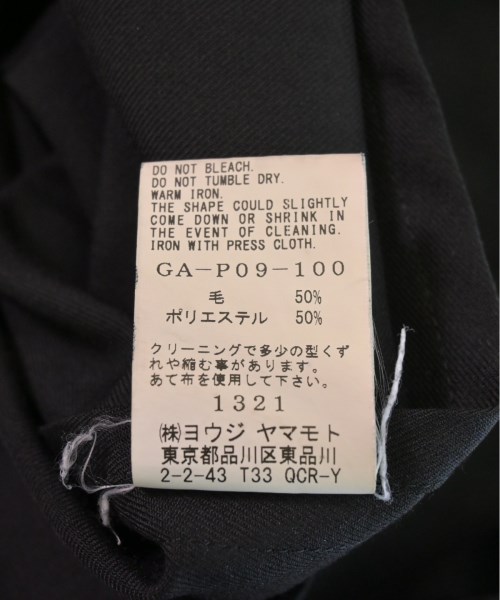 DO NOT BLEACH.
DO NOT TUMBLE DRY.
WARM IRON.
THE SHAPE COULD SLIGHTLY
COME DOWN OR SHRINK IN
THE EVENT OF CLEANING.
IRON WITH PRESS CLOTH.
GA-P09-100
毛 50%
ポリエステル 50%
クリーニングで多少の型くず
れや縮む事があります。
あて布を使用して下さい。
1321
㈱ヨウジ ヤマモト
東京都品川区東品川
2-2-43 T33 QCR-Y